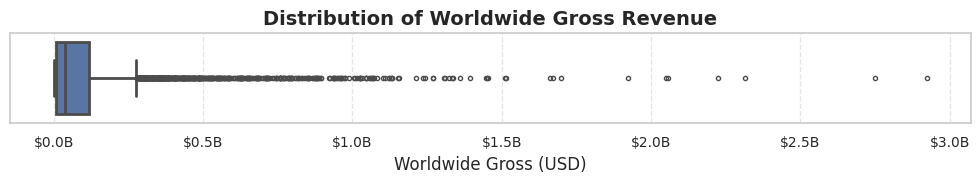 Distribution of Worldwide Gross Revenue
$0.0B $0.5B $1.0B $1.5B $2.0B $2.5B $3.0B
Worldwide Gross (USD)